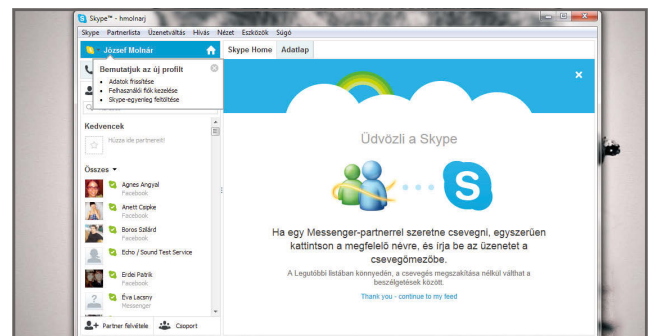 Skype™ - hmolnarj
Skype Partnerlista Üzenetváltás Hívás Nézet Eszközök Súgó
József Molnár
Skype Home Adatlap
Bemutatjuk az új profilt
Adatok frissítése
Felhasználói fiók kezelése
Skype-egyenleg feltöltése
Kedvencek
Húzza ide partnereit!
Összes
Agnes Angyal
Facebook
Anett Csipke
Facebook
Boros Szilárd
Facebook
Echo / Sound Test Service
Erdei Patrik
Facebook
Éva Lacsny
Messenger
Partner felvétele Csoport
Üdvözli a Skype
S
Ha egy Messenger-partnerrel szeretne csevegni, egyszerűen
kattintson a megfelelő névre, és írja be az üzenetet a
csevegőmezőbe.
A Legutóbbi listában könnyedén, a csevegés megszakítása nélkül válthat a
beszélgetések között.
Thank you - continue to my feed